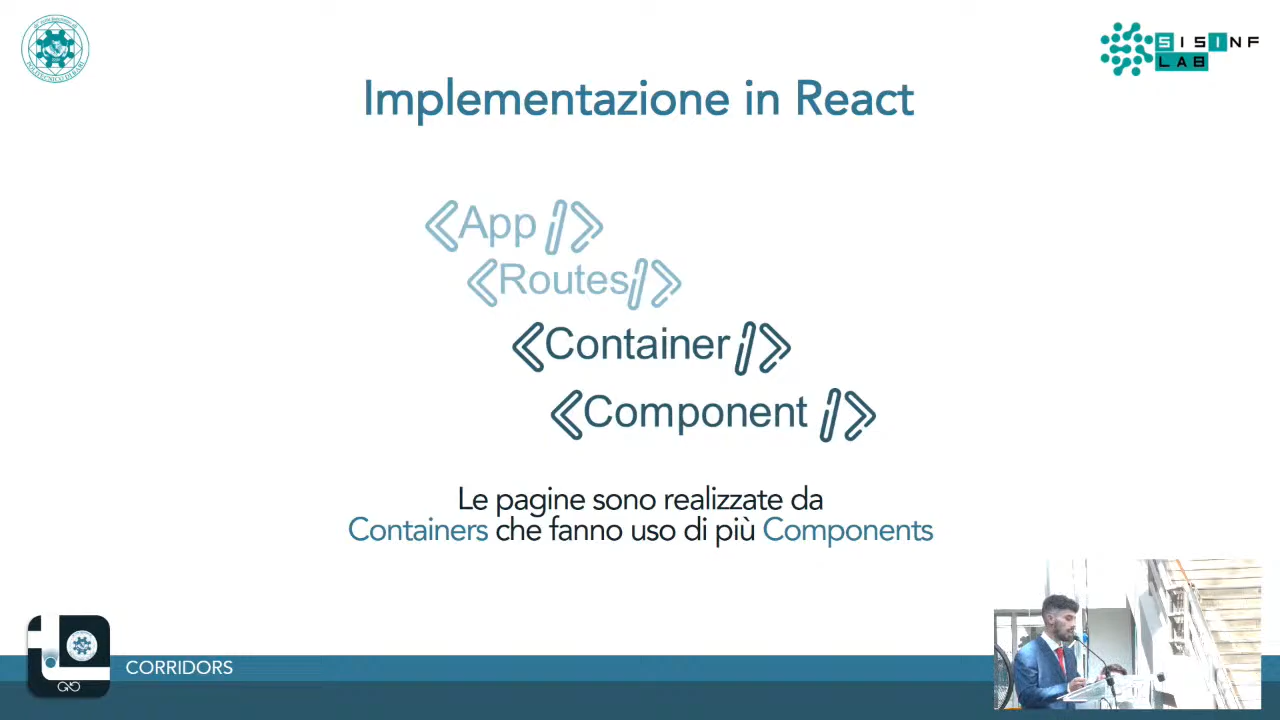 SISINF
LAB
Implementazione in React
<App />
<Routes/>
<Container />
<Component />
Le pagine sono realizzate da
Containers che fanno uso di più Components
CORRIDORS